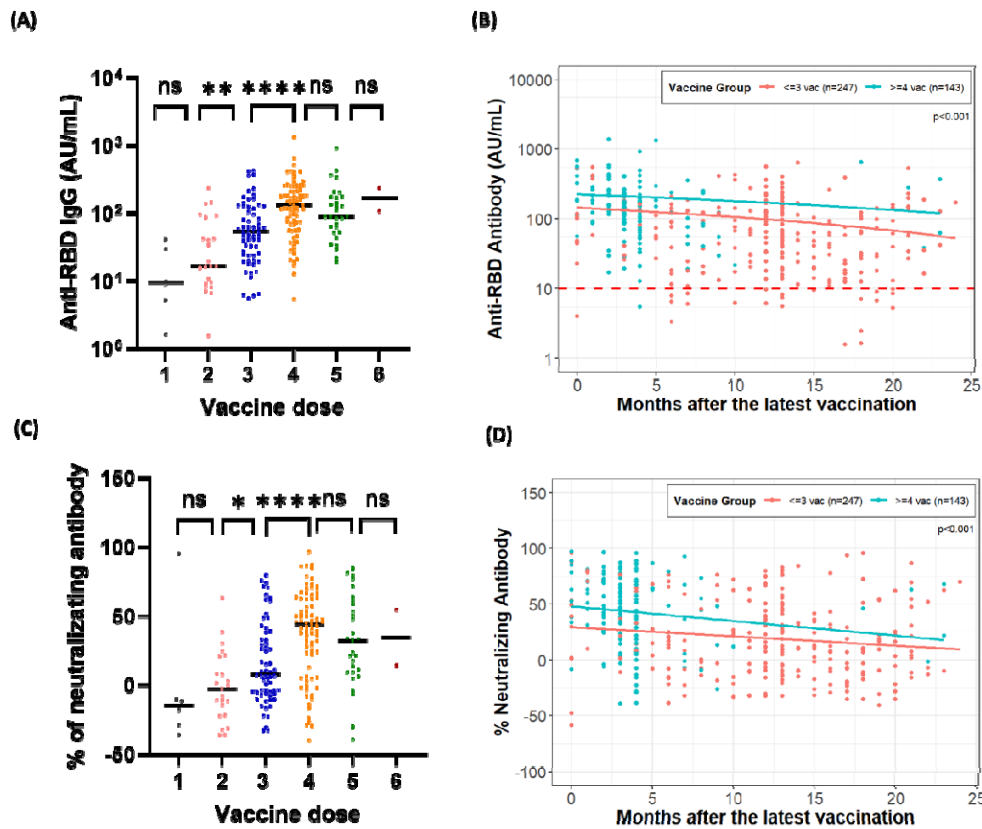 (A)
ns ** **** ns ns
10⁴
10³
10²
10¹
10⁰
Anti-RBD IgG (AU/mL)
1 2 3 4 5 6
Vaccine dose
(B)
Vaccine Group <=3 vac (n=247) >=4 vac (n=143)
p<0.001
10000
1000
100
10
1
Anti-RBD Antibody (AU/mL)
0 5 10 15 20 25
Months after the latest vaccination
(C)
ns * **** ns ns
150
100
50
0
-50
% of neutralizating antibody
1 2 3 4 5 6
Vaccine dose
(D)
Vaccine Group <=3 vac (n=247) >=4 vac (n=143)
p<0.001
150
100
50
0
-50
-100
% Neutralizing Antibody
0 5 10 15 20 25
Months after the latest vaccination